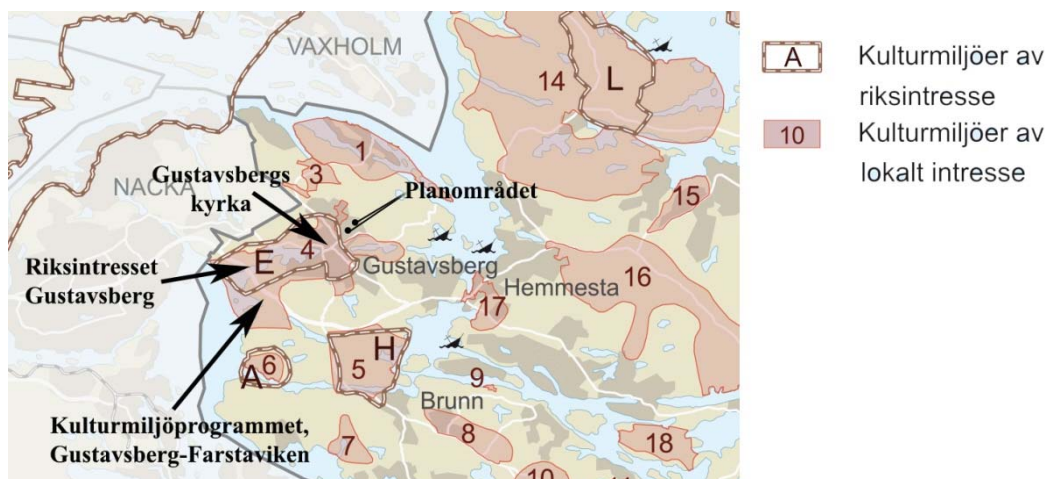 VAXHOLM
14
L
A
Kulturmiljöer av
riksintresse
10
Kulturmiljöer av
lokalt intresse
1
3
NACKA
Gustavsbergs
kyrka
Planområdet
15
4
E
Riksintresset
Gustavsberg
Gustavsberg
Hemmesta
16
17
H
5
6
A
9
Brunn
Kulturmiljöprogrammet,
Gustavsberg-Farstaviken
7
8
18
10